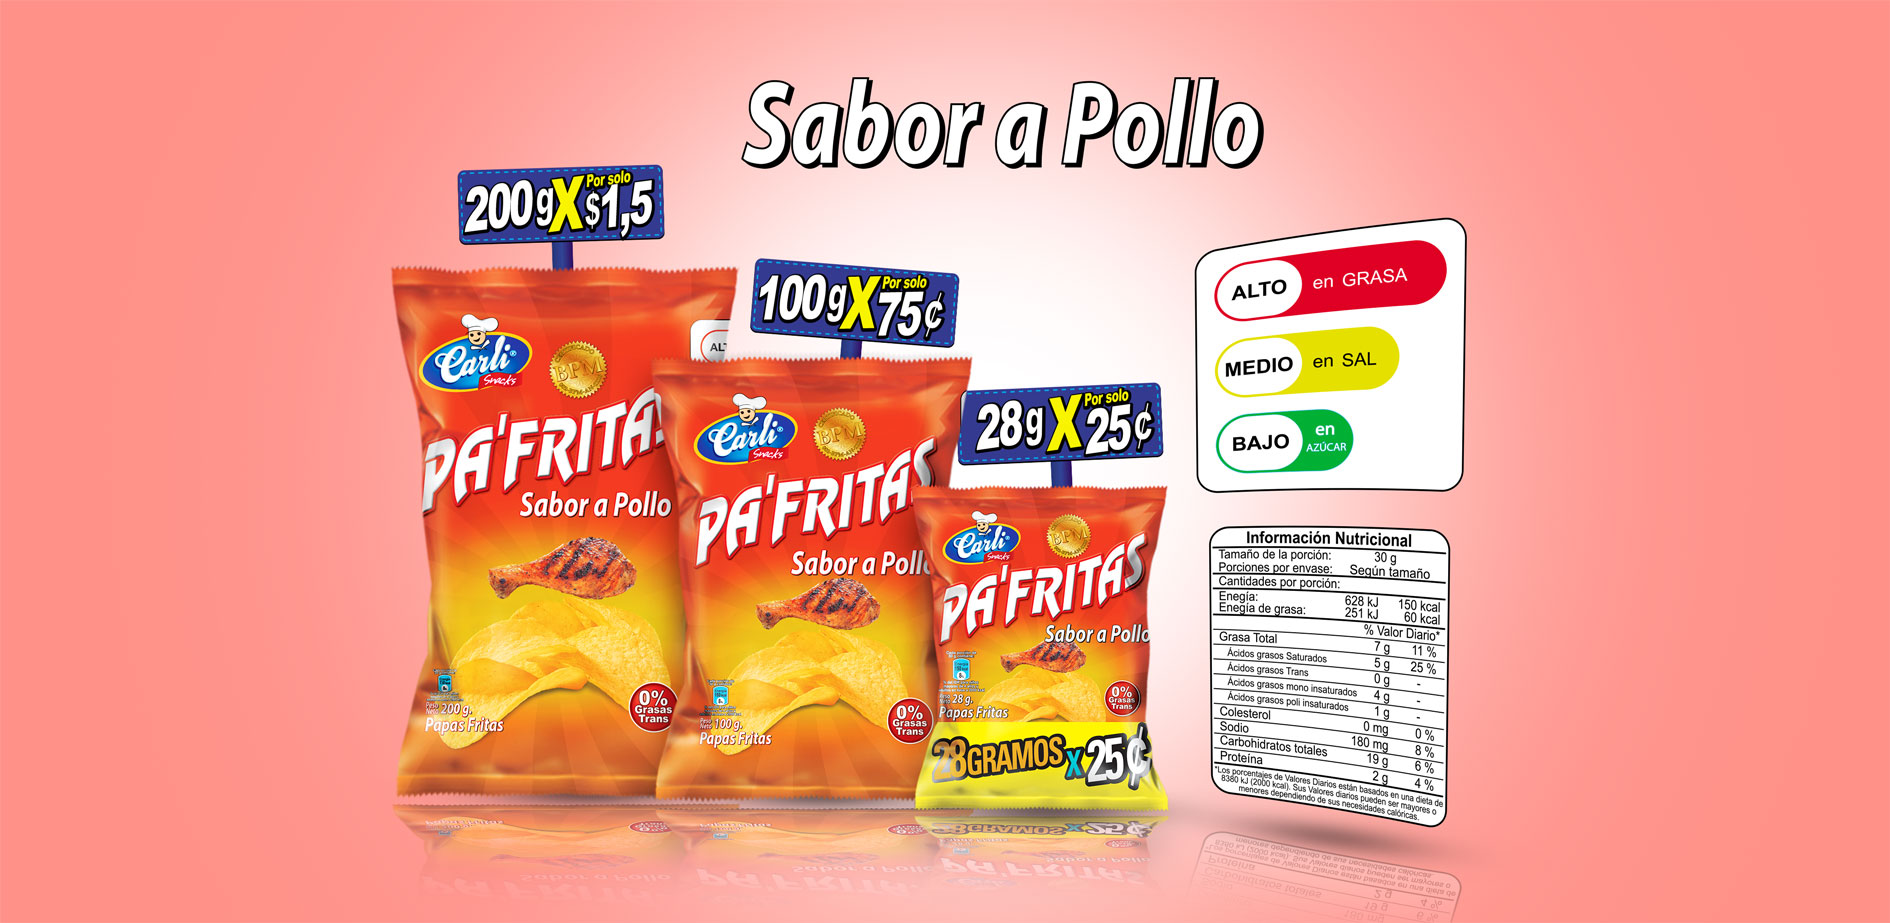 Sabor a Pollo
200g X Por solo $1,5
100g X Por solo 75¢
28g X Por solo 25¢
Carli®
Snacks
BPM
PA'FRITAS
Sabor a Pollo
0%
Grasas
Trans
Peso
Neto 200 g.
Papas Fritas
ALT
Carli®
Snacks
BPM
PA'FRITAS
Sabor a Pollo
0%
Grasas
Trans
Peso
Neto 100 g.
Papas Fritas
Carli®
Snacks
BPM
PA'FRITAS
Sabor a Pollo
0%
Grasas
Trans
Peso
Neto 28 g.
Papas Fritas
28GRAMOS X 25¢
ALTO en GRASA
MEDIO en SAL
BAJO en AZÚCAR
Información Nutricional
Tamaño de la porción: 30 g
Porciones por envase: Según tamaño
Cantidades por porción:
Enegía: 628 kJ 150 kcal
Enegía de grasa: 251 kJ 60 kcal
% Valor Diario*
Grasa Total 7 g 11 %
Ácidos grasos Saturados 5 g 25 %
Ácidos grasos Trans 0 g -
Ácidos grasos mono insaturados 4 g -
Ácidos grasos poli insaturados 1 g -
Colesterol 0 mg 0 %
Sodio 180 mg 8 %
Carbohidratos totales 19 g 6 %
Proteína 2 g 4 %
*Los porcentajes de Valores Diarios están basados en una dieta de
8380 kJ (2000 kcal). Sus Valores diarios pueden ser mayores o
menores dependiendo de sus necesidades calóricas.